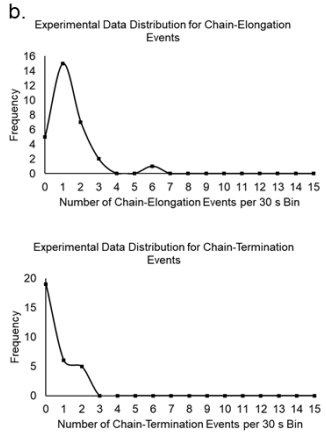 b.
Experimental Data Distribution for Chain-Elongation
Events
16
14
12
10
8
6
4
2
0
Frequency
0 1 2 3 4 5 6 7 8 9 10 11 12 13 14 15
Number of Chain-Elongation Events per 30 s Bin
Experimental Data Distribution for Chain-Termination
Events
20
15
10
5
0
Frequency
0 1 2 3 4 5 6 7 8 9 10 11 12 13 14 15
Number of Chain-Termination Events per 30 s Bin